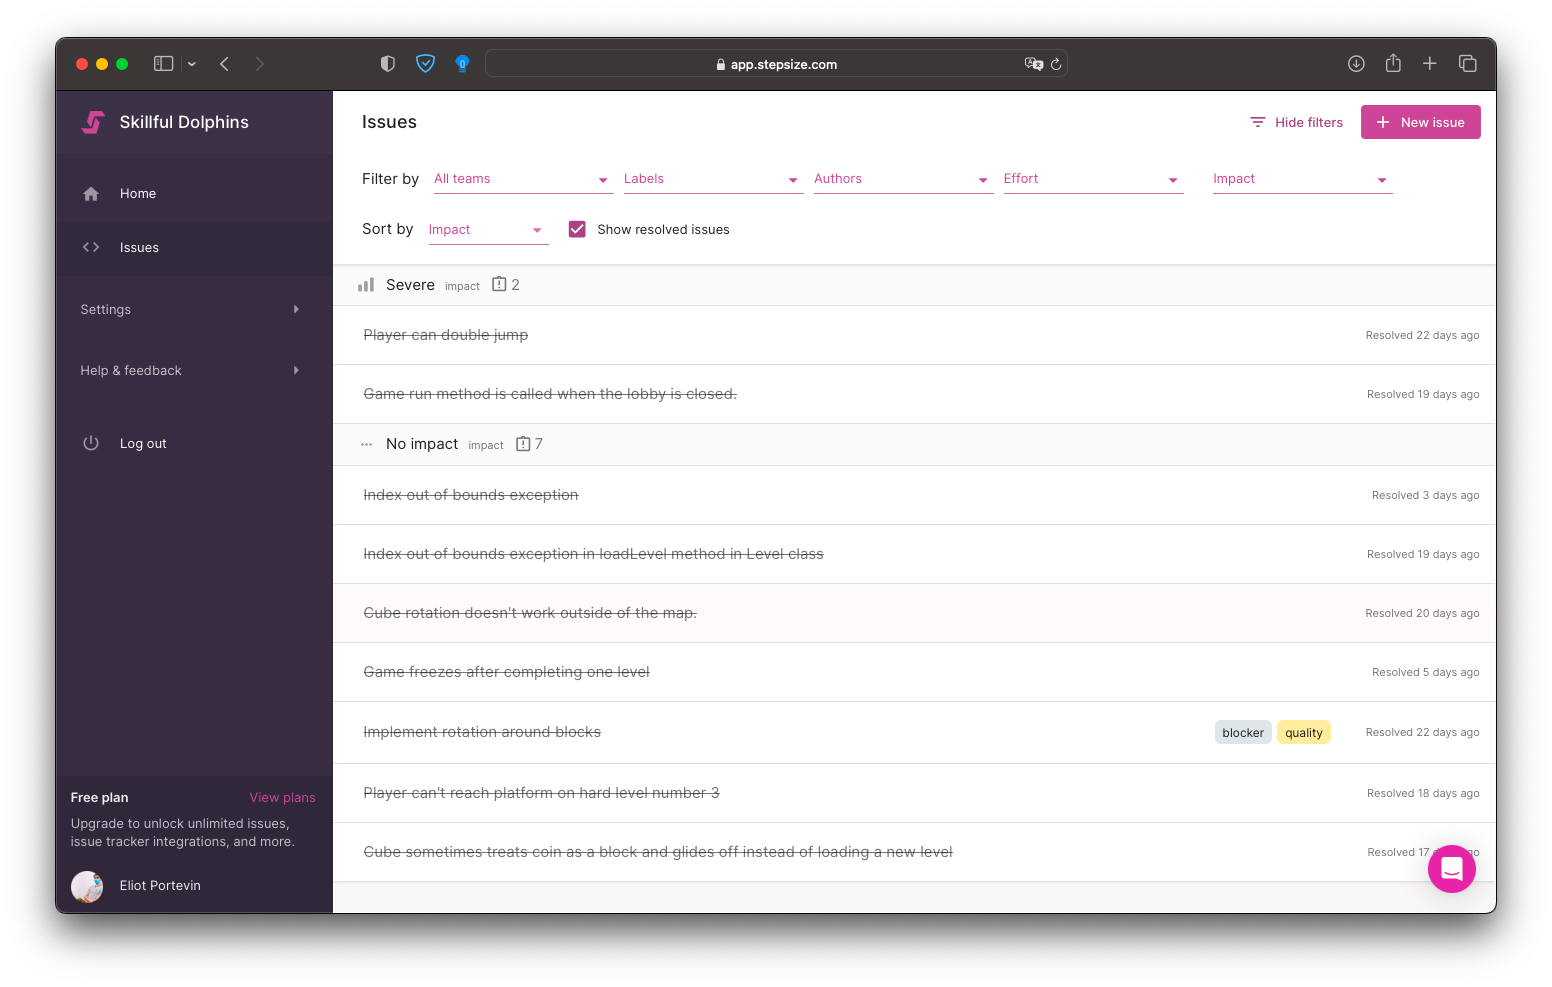 app.stepsize.com
Skillful Dolphins
Home
Issues
Settings
Help & feedback
Log out
Free plan
View plans
Upgrade to unlock unlimited issues,
issue tracker integrations, and more.
Eliot Portevin
Issues
Hide filters
New issue
Filter by
All teams
Labels
Authors
Effort
Impact
Sort by
Impact
Show resolved issues
Severe impact 2
Player can double jump
Resolved 22 days ago
Game run method is called when the lobby is closed.
Resolved 19 days ago
No impact impact 7
Index out of bounds exception
Resolved 3 days ago
Index out of bounds exception in loadLevel method in Level class
Resolved 19 days ago
Cube rotation doesn't work outside of the map.
Resolved 20 days ago
Game freezes after completing one level
Resolved 5 days ago
Implement rotation around blocks
blocker
quality
Resolved 22 days ago
Player can't reach platform on hard level number 3
Resolved 18 days ago
Cube sometimes treats coin as a block and glides off instead of loading a new level
Resolved 17